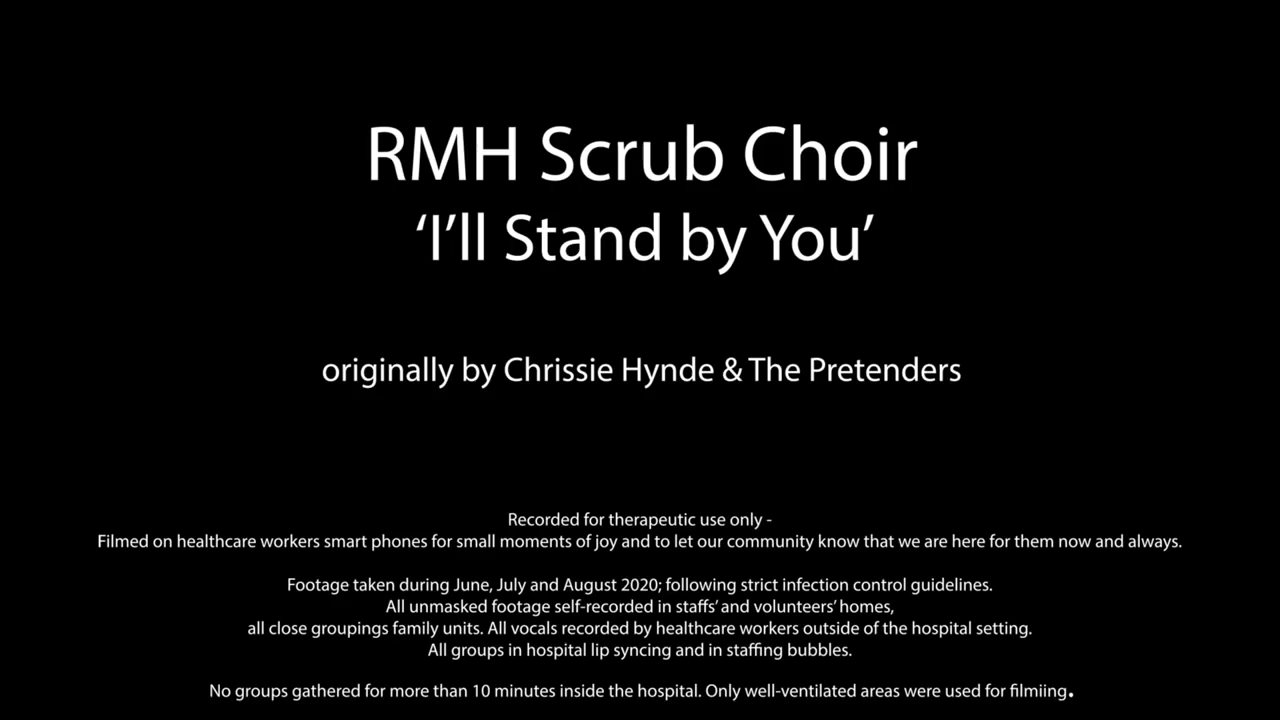 RMH Scrub Choir
‘I’ll Stand by You’
originally by Chrissie Hynde & The Pretenders
Recorded for therapeutic use only -
Filmed on healthcare workers smart phones for small moments of joy and to let our community know that we are here for them now and always.
Footage taken during June, July and August 2020; following strict infection control guidelines.
All unmasked footage self-recorded in staffs’ and volunteers’ homes,
all close groupings family units. All vocals recorded by healthcare workers outside of the hospital setting.
All groups in hospital lip syncing and in staffing bubbles.
No groups gathered for more than 10 minutes inside the hospital. Only well-ventilated areas were used for filmiing.